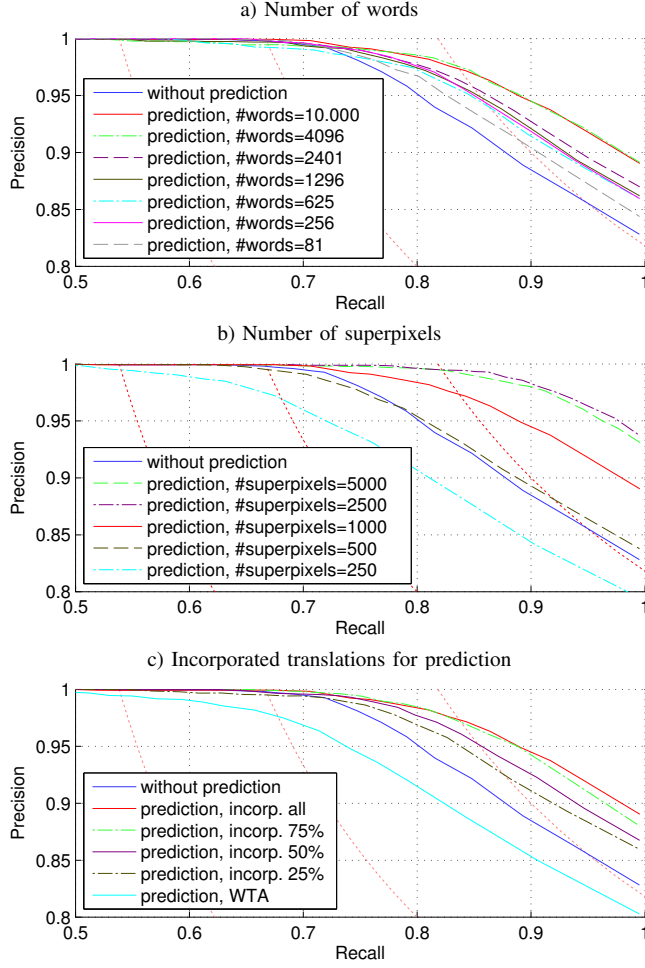 a) Number of words
1
0.95
0.9
0.85
0.8
Precision
without prediction
prediction, #words=10.000
prediction, #words=4096
prediction, #words=2401
prediction, #words=1296
prediction, #words=625
prediction, #words=256
prediction, #words=81
0.5 0.6 0.7 0.8 0.9 1
Recall
b) Number of superpixels
1
0.95
0.9
0.85
0.8
Precision
without prediction
prediction, #superpixels=5000
prediction, #superpixels=2500
prediction, #superpixels=1000
prediction, #superpixels=500
prediction, #superpixels=250
0.5 0.6 0.7 0.8 0.9 1
Recall
c) Incorporated translations for prediction
1
0.95
0.9
0.85
0.8
Precision
without prediction
prediction, incorp. all
prediction, incorp. 75%
prediction, incorp. 50%
prediction, incorp. 25%
prediction, WTA
0.5 0.6 0.7 0.8 0.9 1
Recall